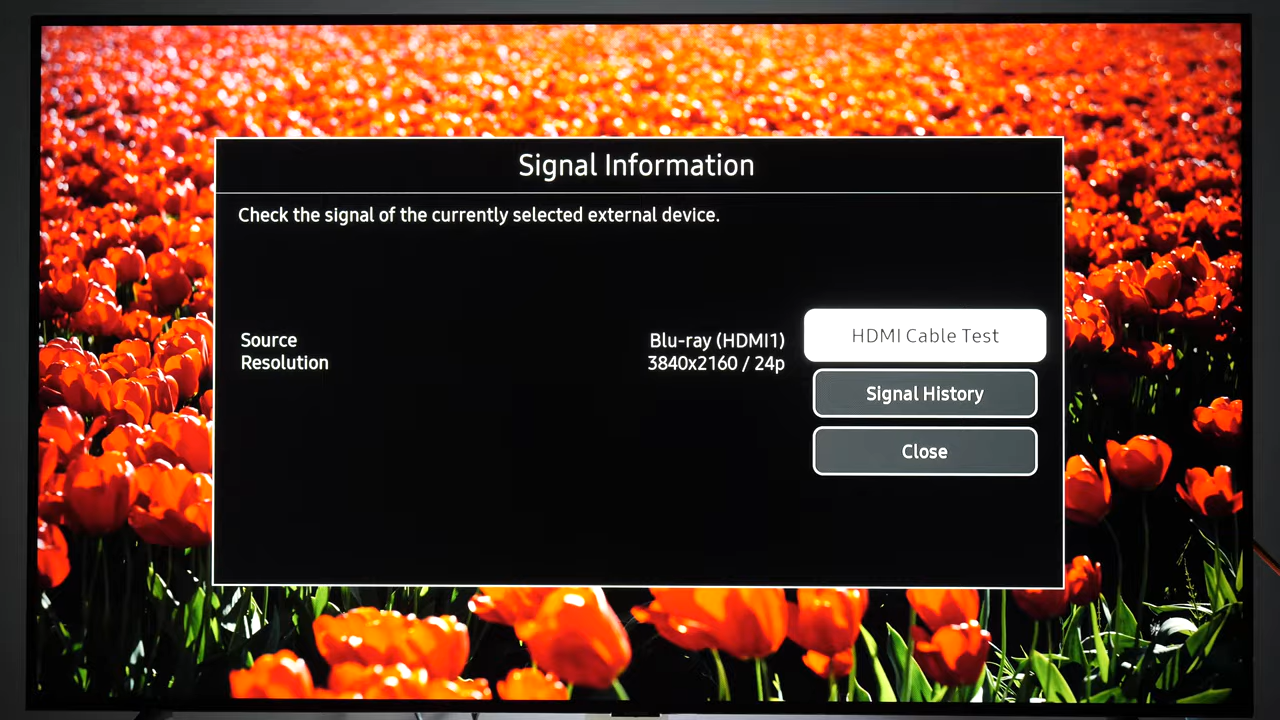 Signal Information
Check the signal of the currently selected external device.
Source Blu-ray (HDMI1)
Resolution 3840x2160 / 24p
HDMI Cable Test
Signal History
Close